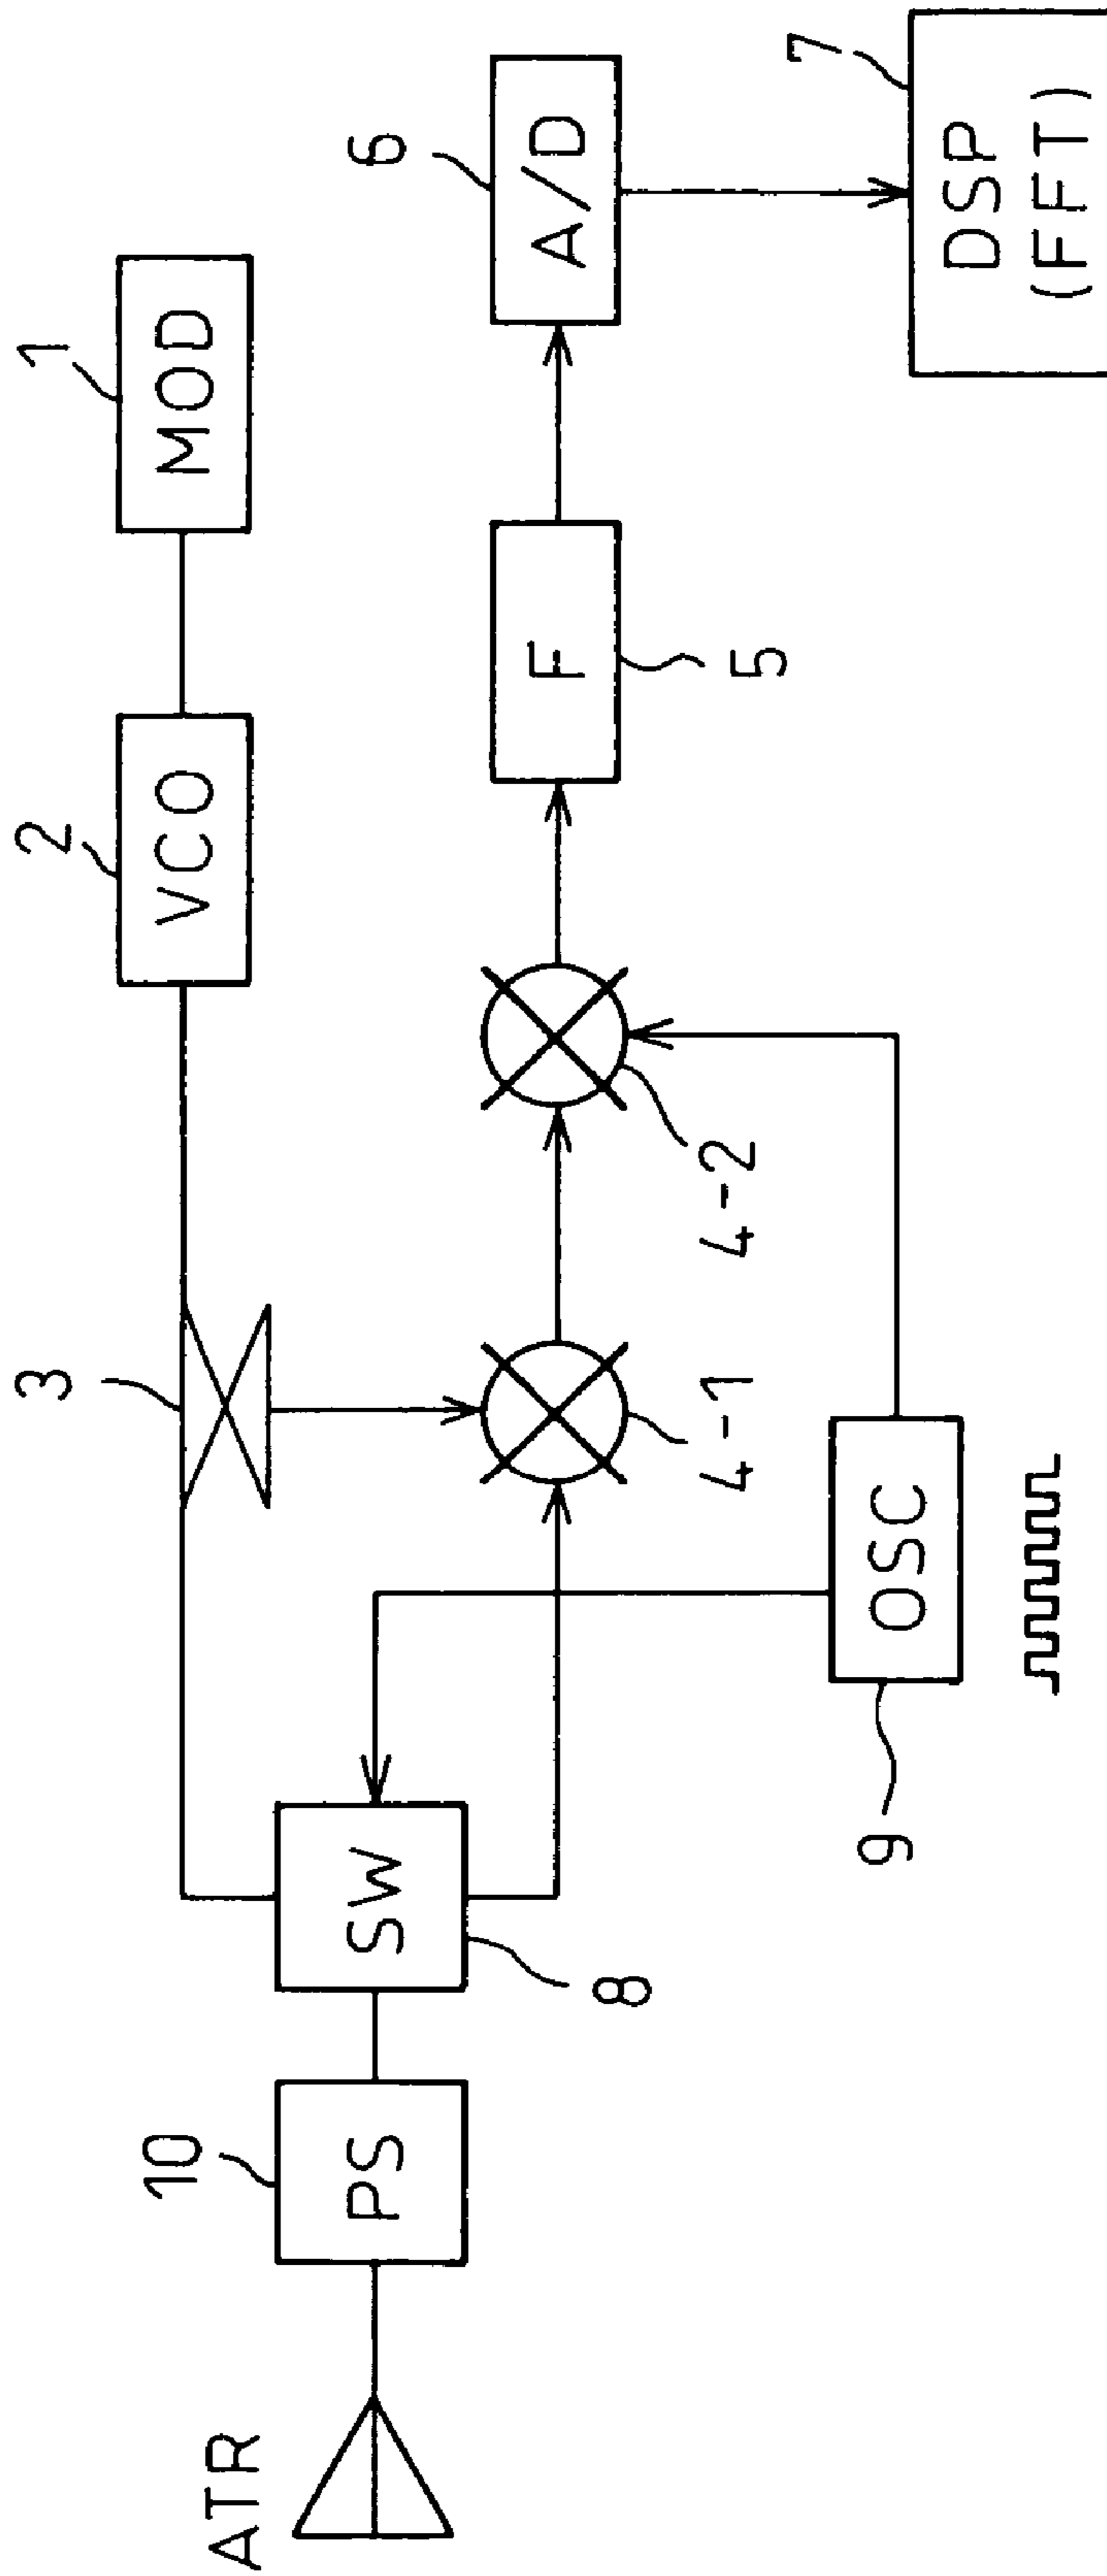 1
MOD
2
VCO
3
6
A/D
7
DSP
(FFT)
F
5
4-2
4-1
OSC
9
SW
8
10
PS
ATR